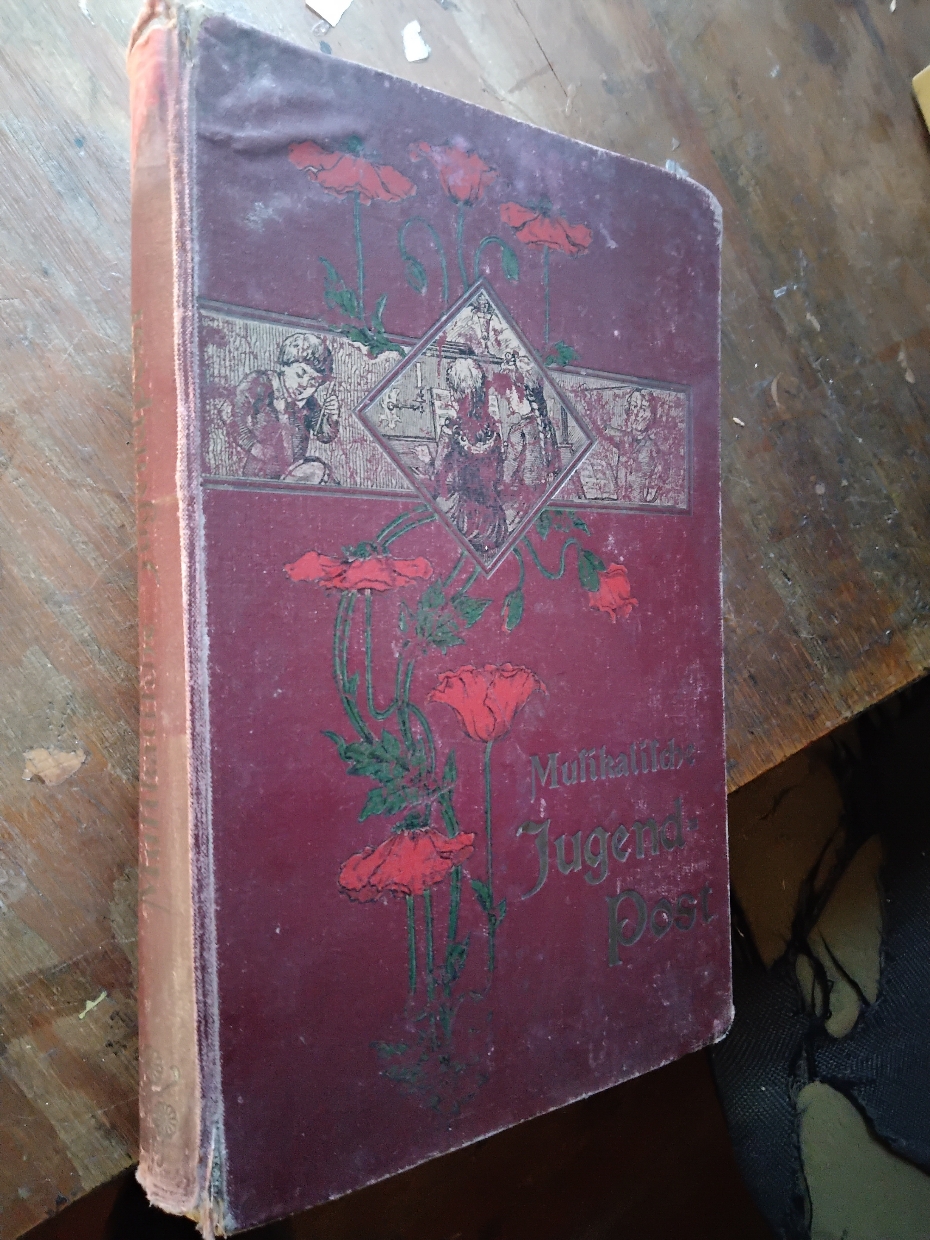 Musikalische
Jugend-
Post